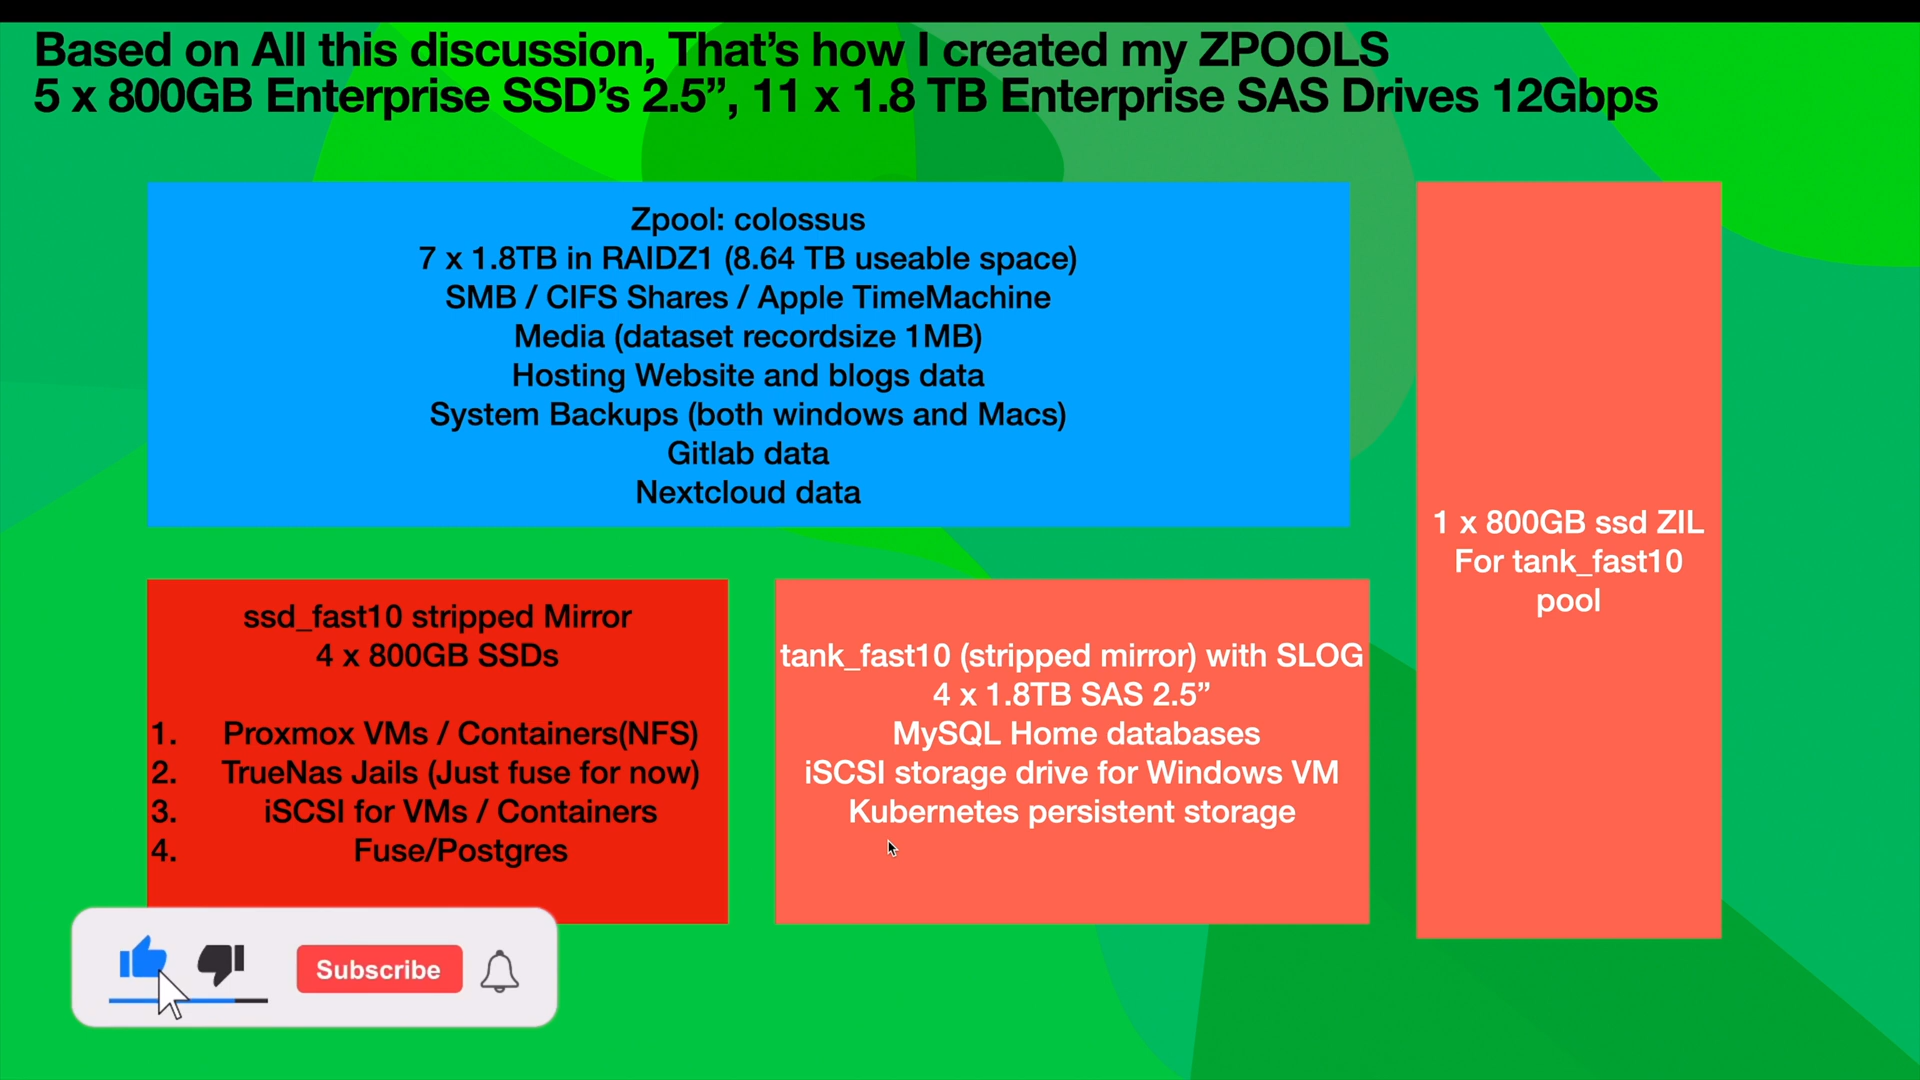 Based on All this discussion, That’s how I created my ZPOOLS
5 x 800GB Enterprise SSD’s 2.5”, 11 x 1.8 TB Enterprise SAS Drives 12Gbps
Zpool: colossus
7 x 1.8TB in RAIDZ1 (8.64 TB useable space)
SMB / CIFS Shares / Apple TimeMachine
Media (dataset recordsize 1MB)
Hosting Website and blogs data
System Backups (both windows and Macs)
Gitlab data
Nextcloud data
1 x 800GB ssd ZIL
For tank_fast10
pool
ssd_fast10 stripped Mirror
4 x 800GB SSDs
1. Proxmox VMs / Containers(NFS)
2. TrueNas Jails (Just fuse for now)
3. iSCSI for VMs / Containers
4. Fuse/Postgres
tank_fast10 (stripped mirror) with SLOG
4 x 1.8TB SAS 2.5”
MySQL Home databases
iSCSI storage drive for Windows VM
Kubernetes persistent storage
Subscribe